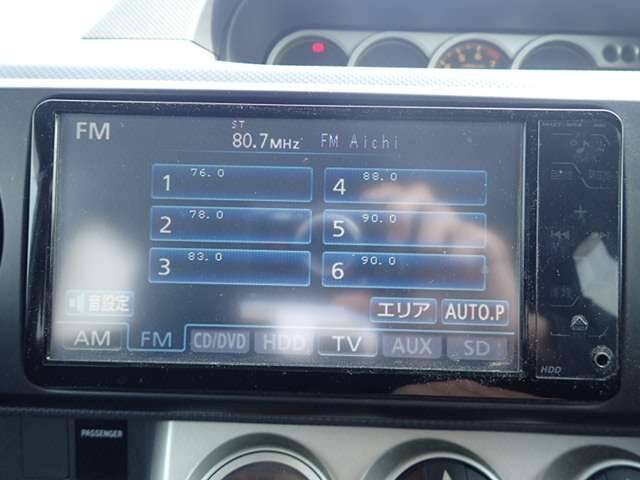 FM
ST
80.7MHz FM Aichi
1 76.0
4 88.0
2 78.0
5 90.0
3 83.0
6 90.0
音設定
エリア AUTO.P
AM FM CD/DVD HDD TV AUX SD
HDD
PASSENGER